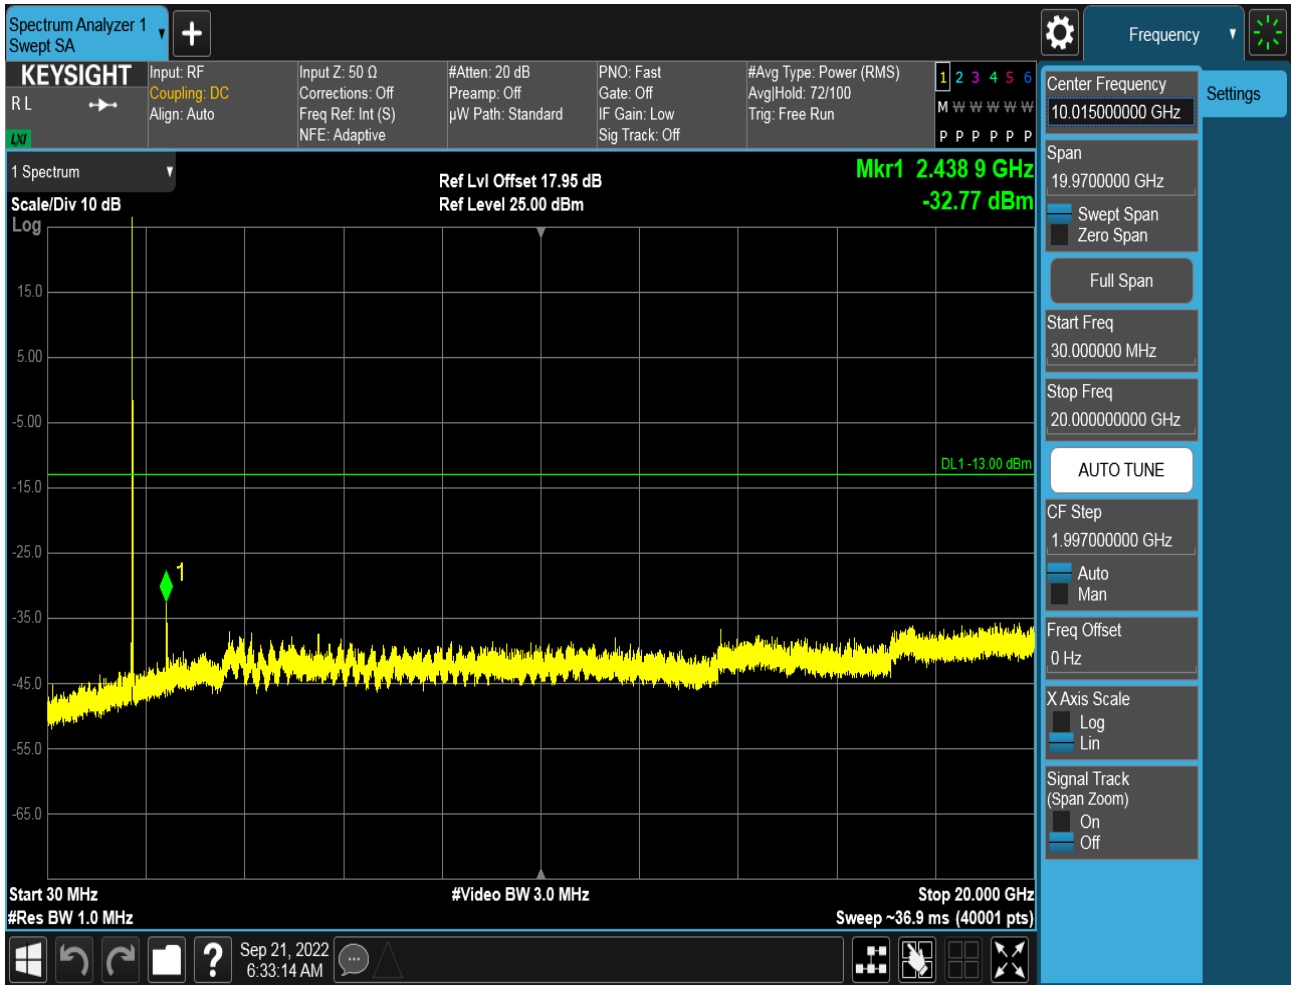 Spectrum Analyzer 1
Swept SA
Frequency
KEYSIGHT
R L
LXI
Input: RF
Coupling: DC
Align: Auto
Input Z: 50 Ω
Corrections: Off
Freq Ref: Int (S)
NFE: Adaptive
#Atten: 20 dB
Preamp: Off
µW Path: Standard
PNO: Fast
Gate: Off
IF Gain: Low
Sig Track: Off
#Avg Type: Power (RMS)
Avg|Hold: 72/100
Trig: Free Run
1 2 3 4 5 6
M W W W W W
P P P P P P
1 Spectrum
Scale/Div 10 dB
Log
Ref Lvl Offset 17.95 dB
Ref Level 25.00 dBm
Mkr1 2.438 9 GHz
-32.77 dBm
15.0
5.00
-5.00
DL1 -13.00 dBm
-15.0
-25.0
1
-35.0
-45.0
-55.0
-65.0
Start 30 MHz
#Res BW 1.0 MHz
#Video BW 3.0 MHz
Stop 20.000 GHz
Sweep ~36.9 ms (40001 pts)
Center Frequency
10.015000000 GHz
Settings
Span
19.9700000 GHz
Swept Span
Zero Span
Full Span
Start Freq
30.000000 MHz
Stop Freq
20.000000000 GHz
AUTO TUNE
CF Step
1.997000000 GHz
Auto
Man
Freq Offset
0 Hz
X Axis Scale
Log
Lin
Signal Track
(Span Zoom)
On
Off
?
Sep 21, 2022
6:33:14 AM